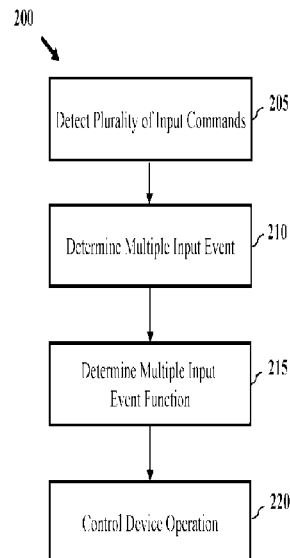 200
Detect Plurality of Input Commands
205
Determine Multiple Input Event
210
Determine Multiple Input
Event Function
215
Control Device Operation
220